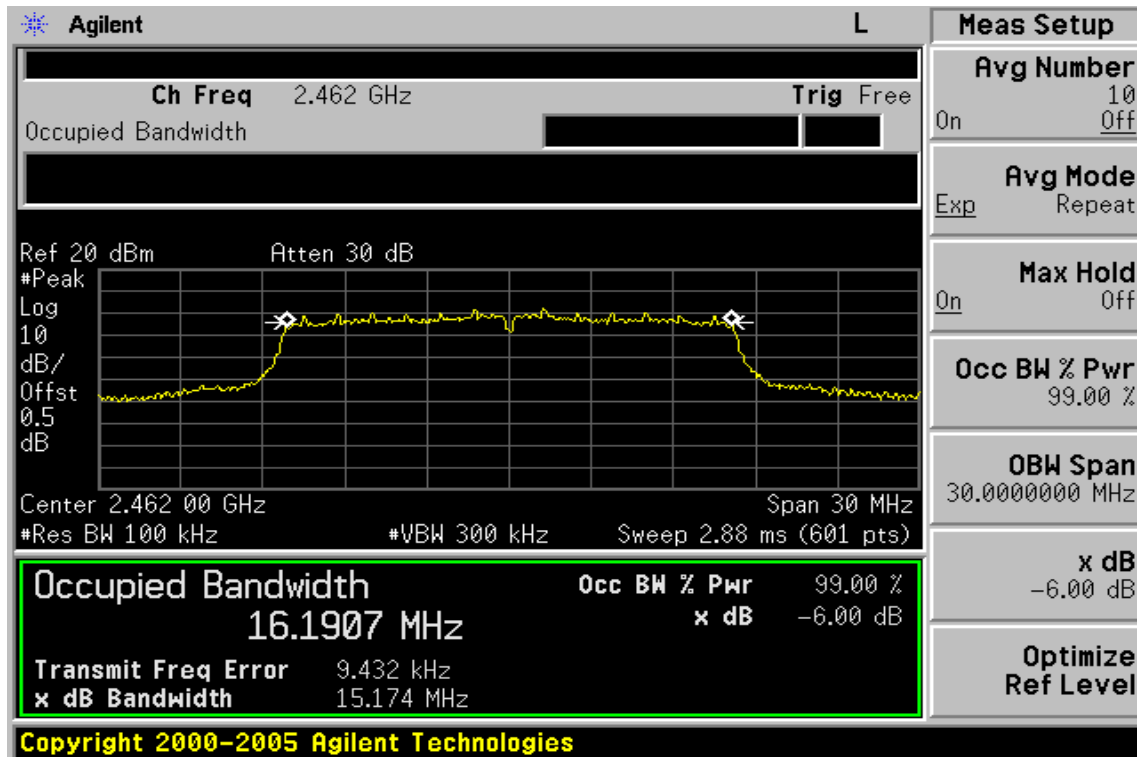 Agilent L Meas Setup
Ch Freq 2.462 GHz Trig Free
Occupied Bandwidth
Avg Number
10
On Off
Avg Mode
Exp Repeat
Max Hold
On Off
Occ BW % Pwr
99.00 %
OBW Span
30.0000000 MHz
x dB
-6.00 dB
Optimize
Ref Level
Ref 20 dBm Atten 30 dB
#Peak
Log
10
dB/
Offst
0.5
dB
Center 2.462 00 GHz Span 30 MHz
#Res BW 100 kHz #VBW 300 kHz Sweep 2.88 ms (601 pts)
Occupied Bandwidth Occ BW % Pwr 99.00 %
16.1907 MHz x dB -6.00 dB
Transmit Freq Error 9.432 kHz
x dB Bandwidth 15.174 MHz
Copyright 2000-2005 Agilent Technologies